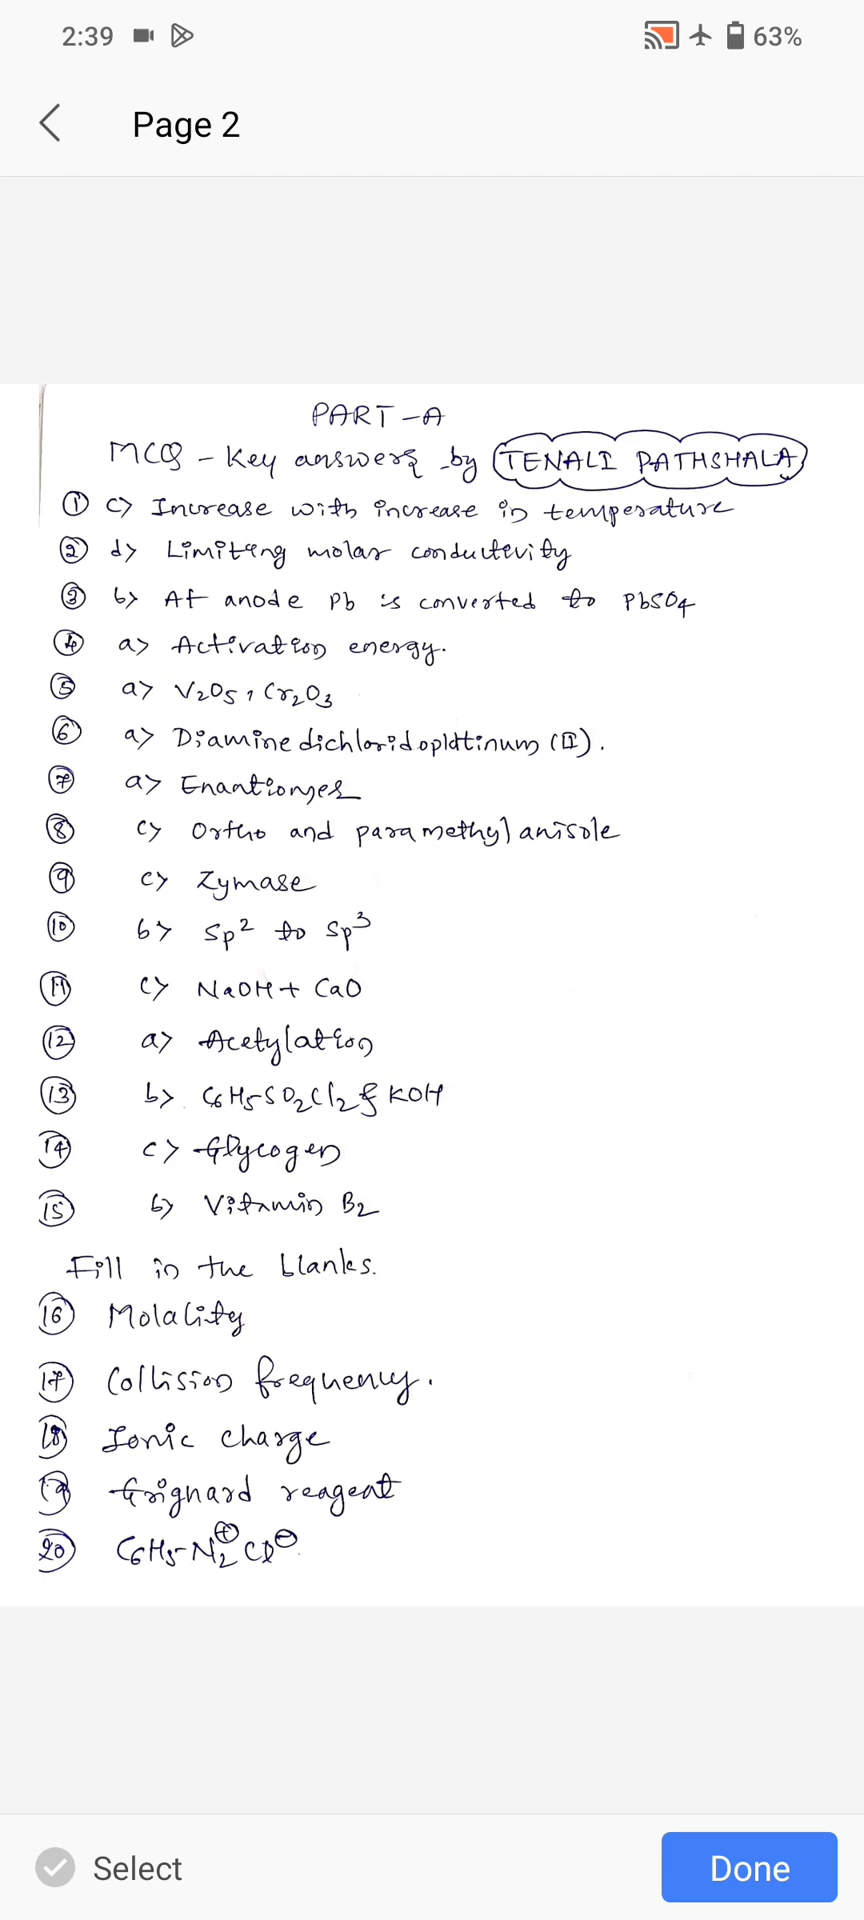 2:39
63%
Page 2
PART-A
MCQ - Key answers by TENALI PATHSHALA
1 c> Increase with increase in temperature
2 d> Limiting molar conductivity
3 b> At anode Pb is converted to PbSO4
4 a> Activation energy.
5 a> V2O5, Cr2O3
6 a> Diamine dichloridoplatinum (II).
7 a> Enantiomers
8 c> Ortho and para methyl anisole
9 c> Zymase
10 b> Sp² to Sp³
11 c> NaOH + CaO
12 a> Acetylation
13 b> C6H5-SO2Cl2 & KOH
14 c> Glycogen
15 b> Vitamin B2
Fill in the blanks.
16 Molality
17 Collision frequency.
18 Ionic charge
19 Grignard reagent
20 C6H5-N2⊕Cl⊖
Select
Done